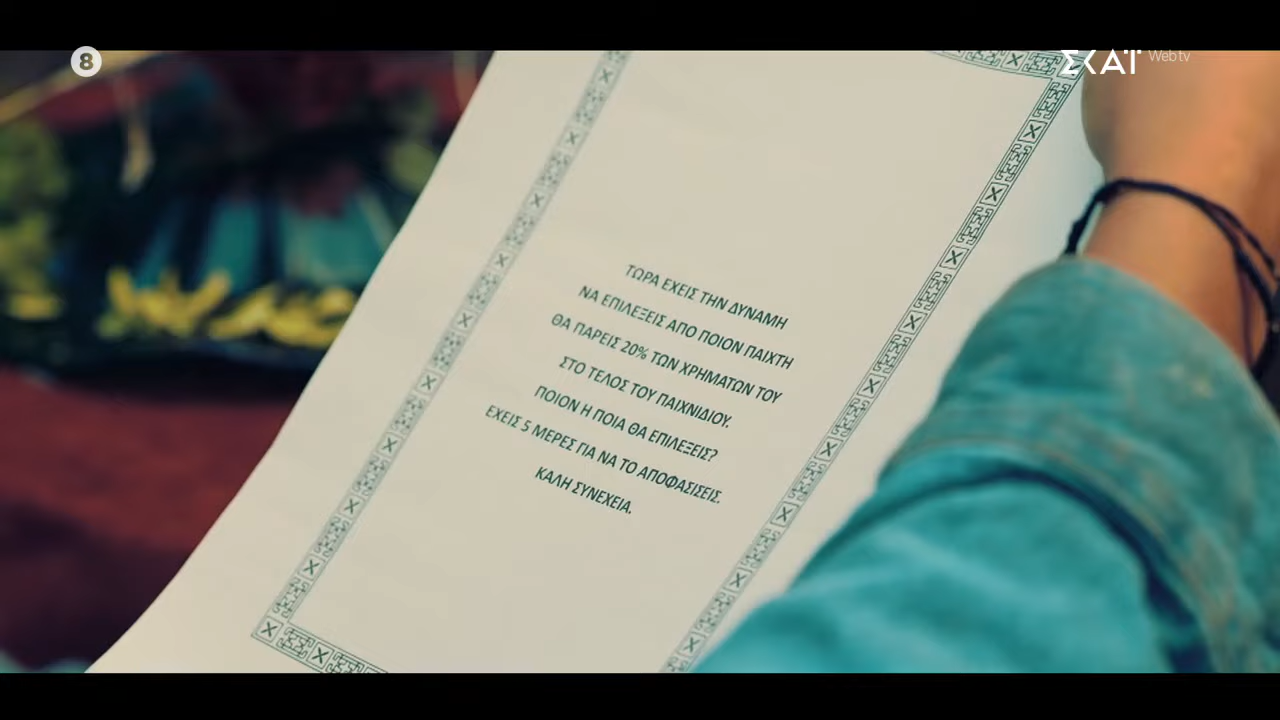 8
ΣΚΑΪ Webtv
ΤΩΡΑ ΕΧΕΙΣ ΤΗΝ ΔΥΝΑΜΗ
ΝΑ ΕΠΙΛΕΞΕΙΣ ΑΠΟ ΠΟΙΟΝ ΠΑΙΧΤΗ
ΘΑ ΠΑΡΕΙΣ 20% ΤΩΝ ΧΡΗΜΑΤΩΝ ΤΟΥ
ΣΤΟ ΤΕΛΟΣ ΤΟΥ ΠΑΙΧΝΙΔΙΟΥ.
ΠΟΙΟΝ Η ΠΟΙΑ ΘΑ ΕΠΙΛΕΞΕΙΣ?
ΕΧΕΙΣ 5 ΜΕΡΕΣ ΓΙΑ ΝΑ ΤΟ ΑΠΟΦΑΣΙΣΕΙΣ.
ΚΑΛΗ ΣΥΝΕΧΕΙΑ.